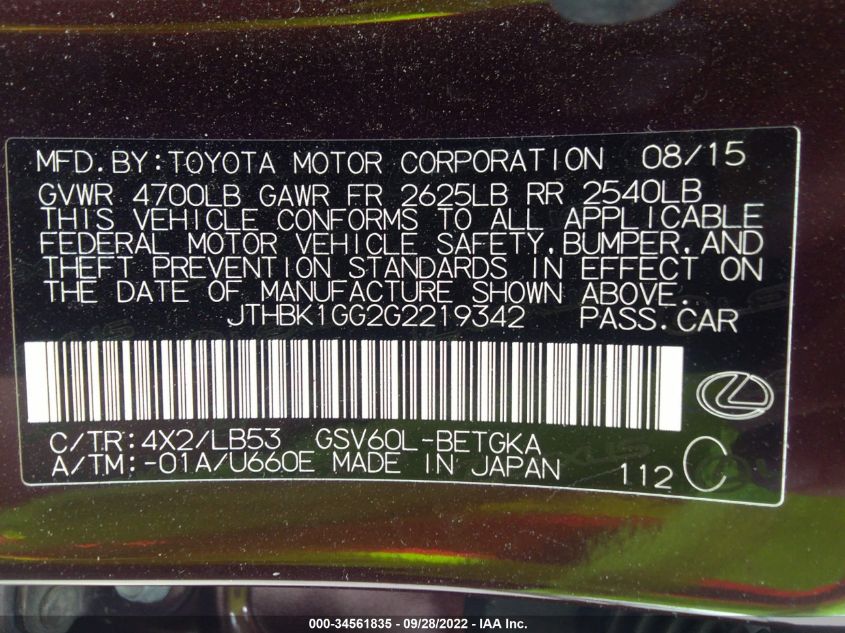 MFD.BY:TOYOTA MOTOR CORPORATION 08/15
GVWR 4700LB GAWR FR 2625LB RR 2540LB
THIS VEHICLE CONFORMS TO ALL APPLICABLE
FEDERAL MOTOR VEHICLE SAFETY,BUMPER,AND
THEFT PREVENTION STANDARDS IN EFFECT ON
THE DATE OF MANUFACTURE SHOWN ABOVE.
JTHBK1GG2G2219342 PASS.CAR
C/TR:4X2/LB53 GSV60L-BETGKA
A/TM:-01A/U660E MADE IN JAPAN 112 C
000-34561835 - 09/28/2022 - IAA Inc.